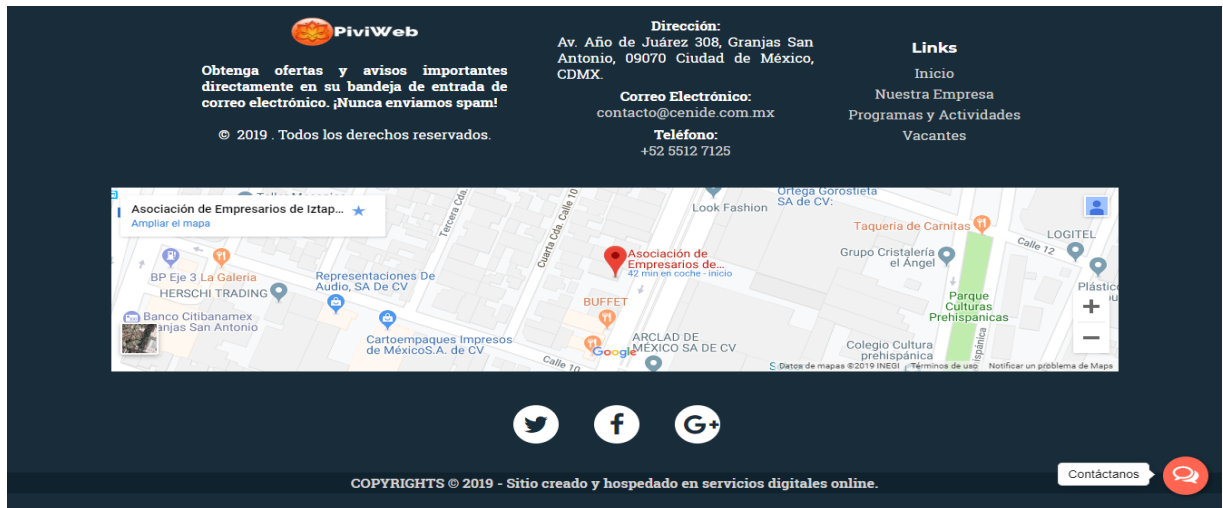 PiviWeb
Obtenga ofertas y avisos importantes
directamente en su bandeja de entrada de
correo electrónico. ¡Nunca enviamos spam!
© 2019 . Todos los derechos reservados.
Dirección:
Av. Año de Juárez 308, Granjas San
Antonio, 09070 Ciudad de México,
CDMX.
Correo Electrónico:
contacto@cenide.com.mx
Teléfono:
+52 5512 7125
Links
Inicio
Nuestra Empresa
Programas y Actividades
Vacantes
Asociación de Empresarios de Iztap...
Ampliar el mapa
Tercera Cda.
Cuarta Cda. Calle 10
Look Fashion
Ortega Gorostieta
SA de CV:
Taqueria de Carnitas
Calle 12
LOGITEL
Grupo Cristalería
el Ángel
Asociación de
Empresarios de...
42 min en coche - inicio
BP Eje 3
La Galeria
HERSCHI TRADING
Representaciones De
Audio, SA De CV
BUFFET
Parque
Culturas
Prehispanicas
Plástico
+
Banco Citibanamex
anjas San Antonio
Cartoempaques Impresos
de MéxicoS.A. de CV
ARCLAD DE
MÉXICO SA DE CV
Google
Calle 10
Colegio Cultura
prehispánica
−
Datos de mapas ©2019 INEGI
Términos de uso
Notificar un problema de Maps
f
G+
Contáctanos
COPYRIGHTS © 2019 - Sitio creado y hospedado en servicios digitales online.